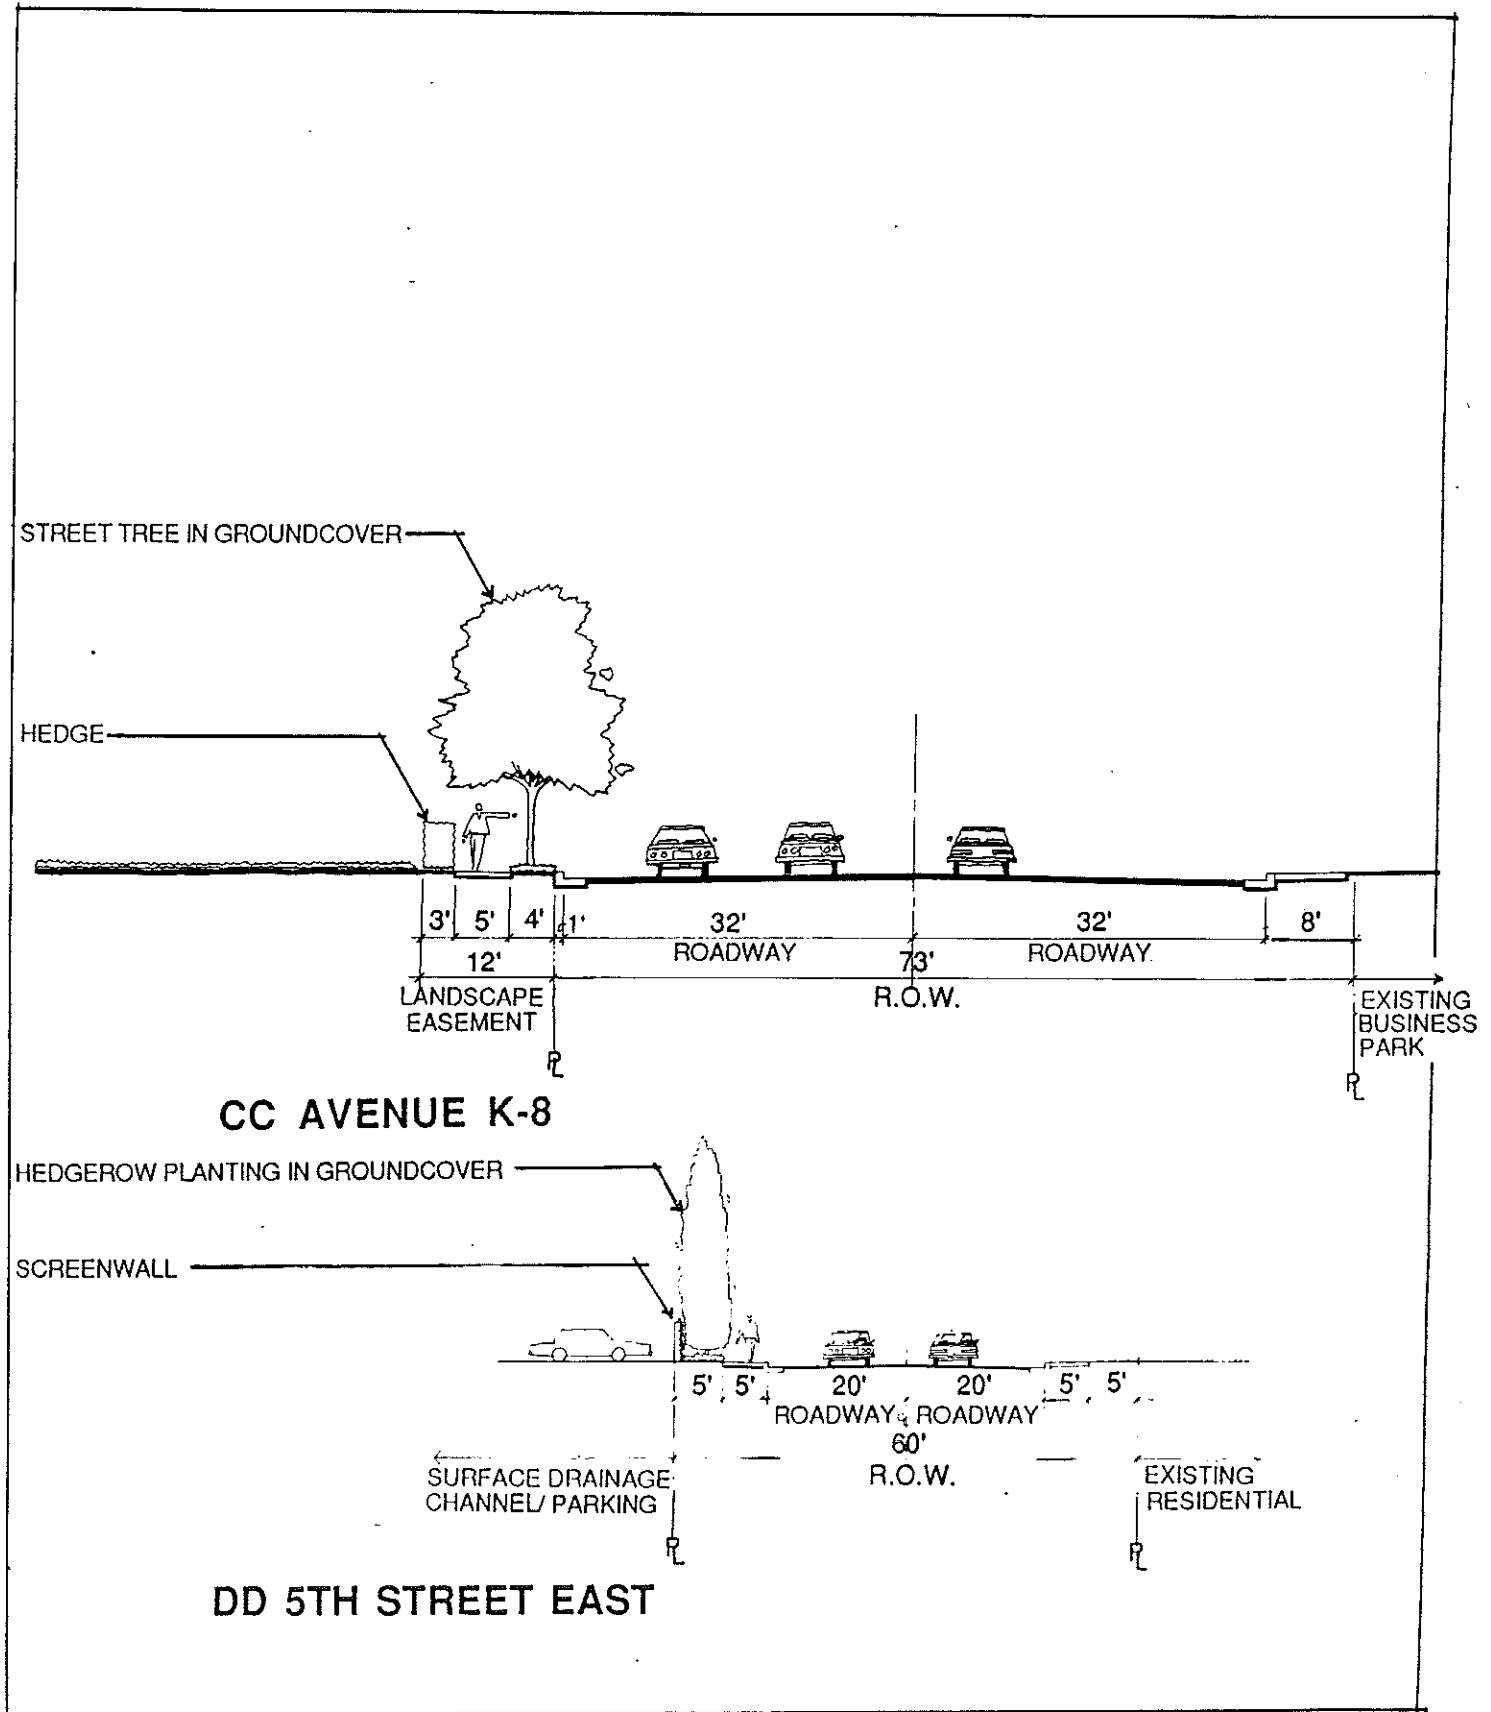 STREET TREE IN GROUNDCOVER
HEDGE
3' 5' 4' 1' 32' 32' 8'
ROADWAY ROADWAY
12' 73'
LANDSCAPE EASEMENT
R.O.W.
EXISTING
BUSINESS
PARK
PL
PL
CC AVENUE K-8
HEDGEROW PLANTING IN GROUNDCOVER
SCREENWALL
5' 5' 20' 20' 5' 5'
ROADWAY ROADWAY
60'
R.O.W.
SURFACE DRAINAGE
CHANNEL/ PARKING
EXISTING
RESIDENTIAL
PL
PL
DD 5TH STREET EAST